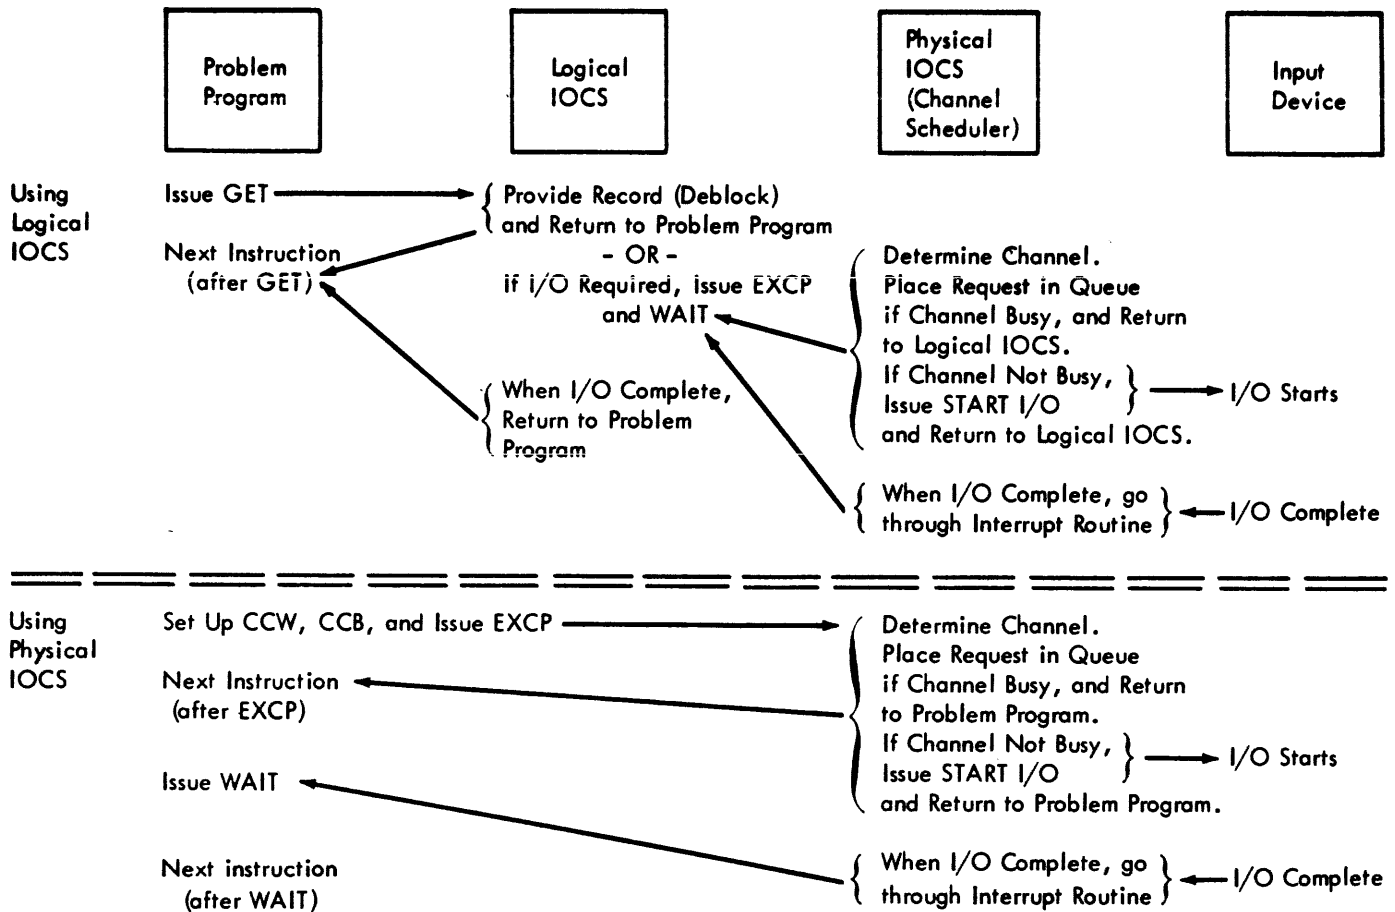 Problem
Program
Logical
IOCS
Physical
IOCS
(Channel
Scheduler)
Input
Device
Using
Logical
IOCS
Issue GET
Next Instruction
(after GET)
{ Provide Record (Deblock)
and Return to Problem Program
- OR -
if I/O Required, issue EXCP
and WAIT
{ When I/O Complete,
Return to Problem
Program
{ Determine Channel.
Place Request in Queue
if Channel Busy, and Return
to Logical IOCS.
If Channel Not Busy, }
Issue START I/O
and Return to Logical IOCS.
I/O Starts
{ When I/O Complete, go }
through Interrupt Routine
I/O Complete
Using
Physical
IOCS
Set Up CCW, CCB, and Issue EXCP
Next Instruction
(after EXCP)
Issue WAIT
Next instruction
(after WAIT)
{ Determine Channel.
Place Request in Queue
if Channel Busy, and Return
to Problem Program.
If Channel Not Busy, }
Issue START I/O
and Return to Problem Program.
I/O Starts
{ When I/O Complete, go }
through Interrupt Routine
I/O Complete